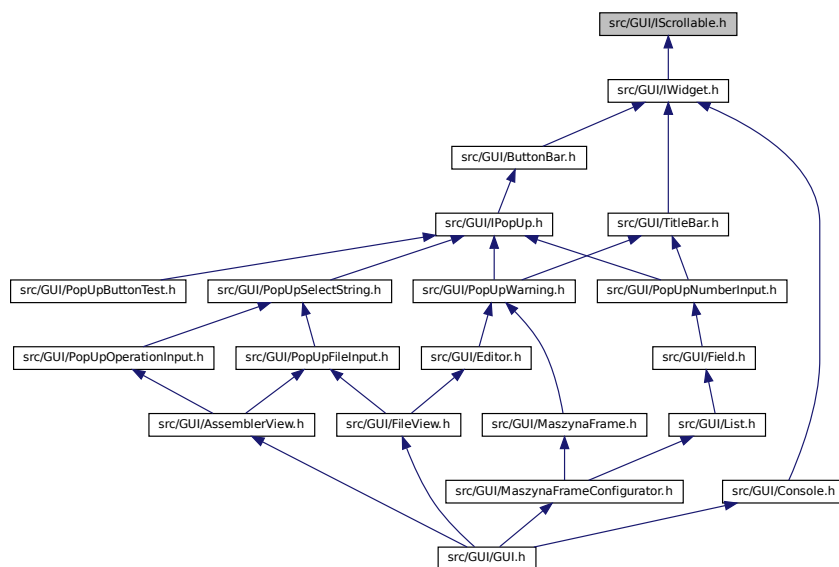 src/GUI/IScrollable.h
src/GUI/IWidget.h
src/GUI/ButtonBar.h
src/GUI/IPopUp.h
src/GUI/TitleBar.h
src/GUI/PopUpButtonTest.h
src/GUI/PopUpSelectString.h
src/GUI/PopUpWarning.h
src/GUI/PopUpNumberInput.h
src/GUI/PopUpOperationInput.h
src/GUI/PopUpFileInput.h
src/GUI/Editor.h
src/GUI/Field.h
src/GUI/AssemblerView.h
src/GUI/FileView.h
src/GUI/MaszynaFrame.h
src/GUI/List.h
src/GUI/MaszynaFrameConfigurator.h
src/GUI/Console.h
src/GUI/GUI.h